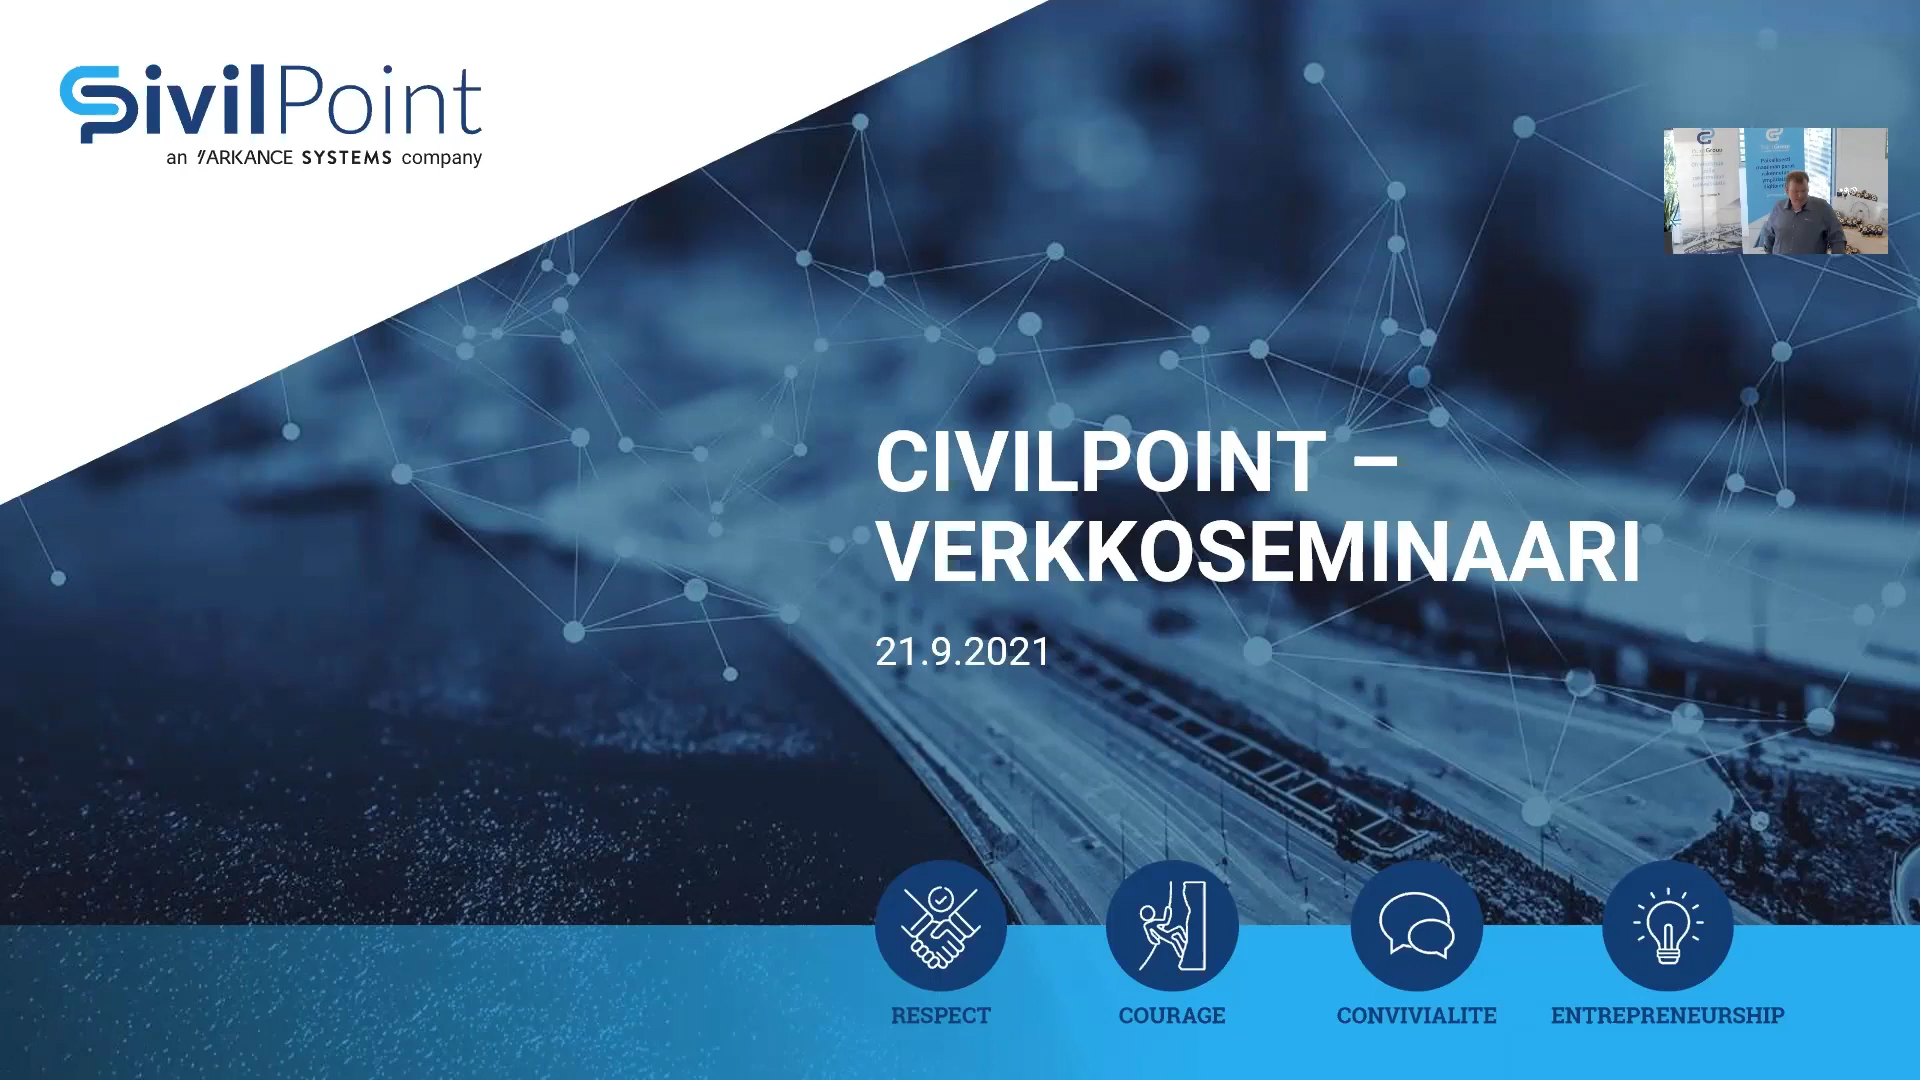 CivilPoint
an ARKANCE SYSTEMS company
CIVILPOINT –
VERKKOSEMINAARI
21.9.2021
RESPECT
COURAGE
CONVIVIALITE
ENTREPRENEURSHIP